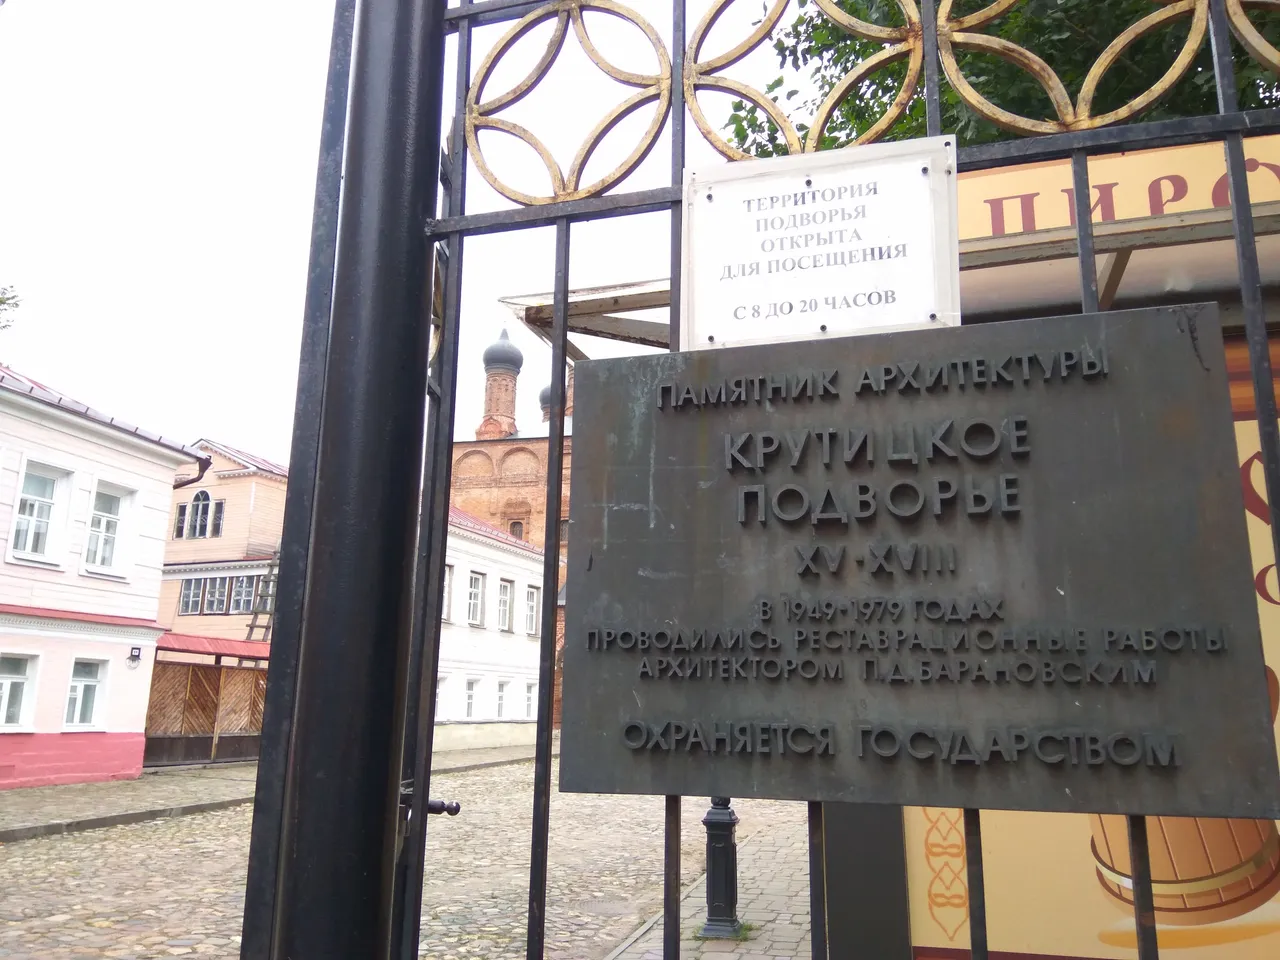 ТЕРРИТОРИЯ
ПОДВОРЬЯ
ОТКРЫТА
ДЛЯ ПОСЕЩЕНИЯ
С 8 ДО 20 ЧАСОВ
ПИРО
ПАМЯТНИК АРХИТЕКТУРЫ
КРУТИЦКОЕ
ПОДВОРЬЕ
XV-XVIII
В 1949-1979 ГОДАХ
ПРОВОДИЛИСЬ РЕСТАВРАЦИОННЫЕ РАБОТЫ
АРХИТЕКТОРОМ П.Д.БАРАНОВСКИМ
ОХРАНЯЕТСЯ ГОСУДАРСТВОМ